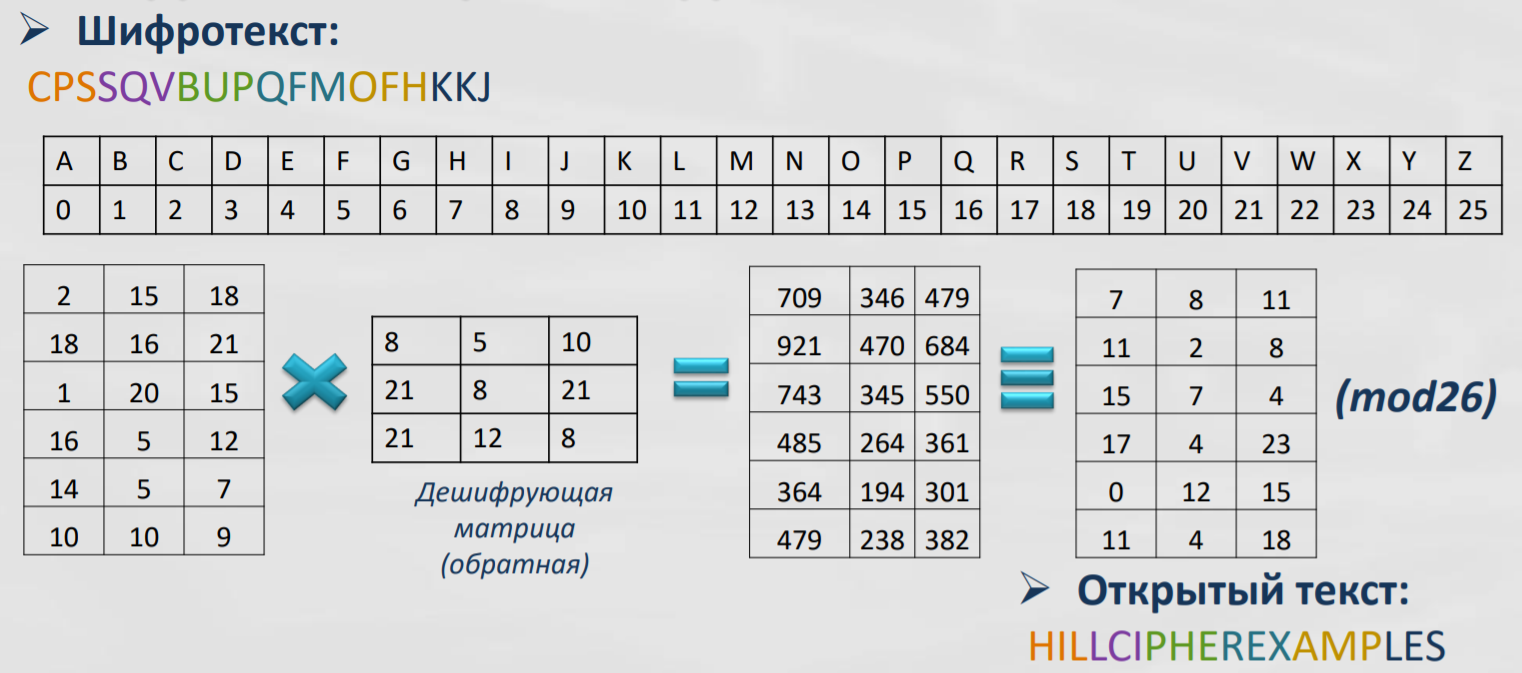 Шифротекст:
CPSSQVBUPQFMOFHKKJ
A B C D E F G H I J K L M N O P Q R S T U V W X Y Z
0 1 2 3 4 5 6 7 8 9 10 11 12 13 14 15 16 17 18 19 20 21 22 23 24 25
2 15 18
18 16 21
1 20 15
16 5 12
14 5 7
10 10 9
8 5 10
21 8 21
21 12 8
Дешифрующая
матрица
(обратная)
709 346 479
921 470 684
743 345 550
485 264 361
364 194 301
479 238 382
7 8 11
11 2 8
15 7 4
17 4 23
0 12 15
11 4 18
(mod26)
Открытый текст:
HILLCIPHEREXAMPLES